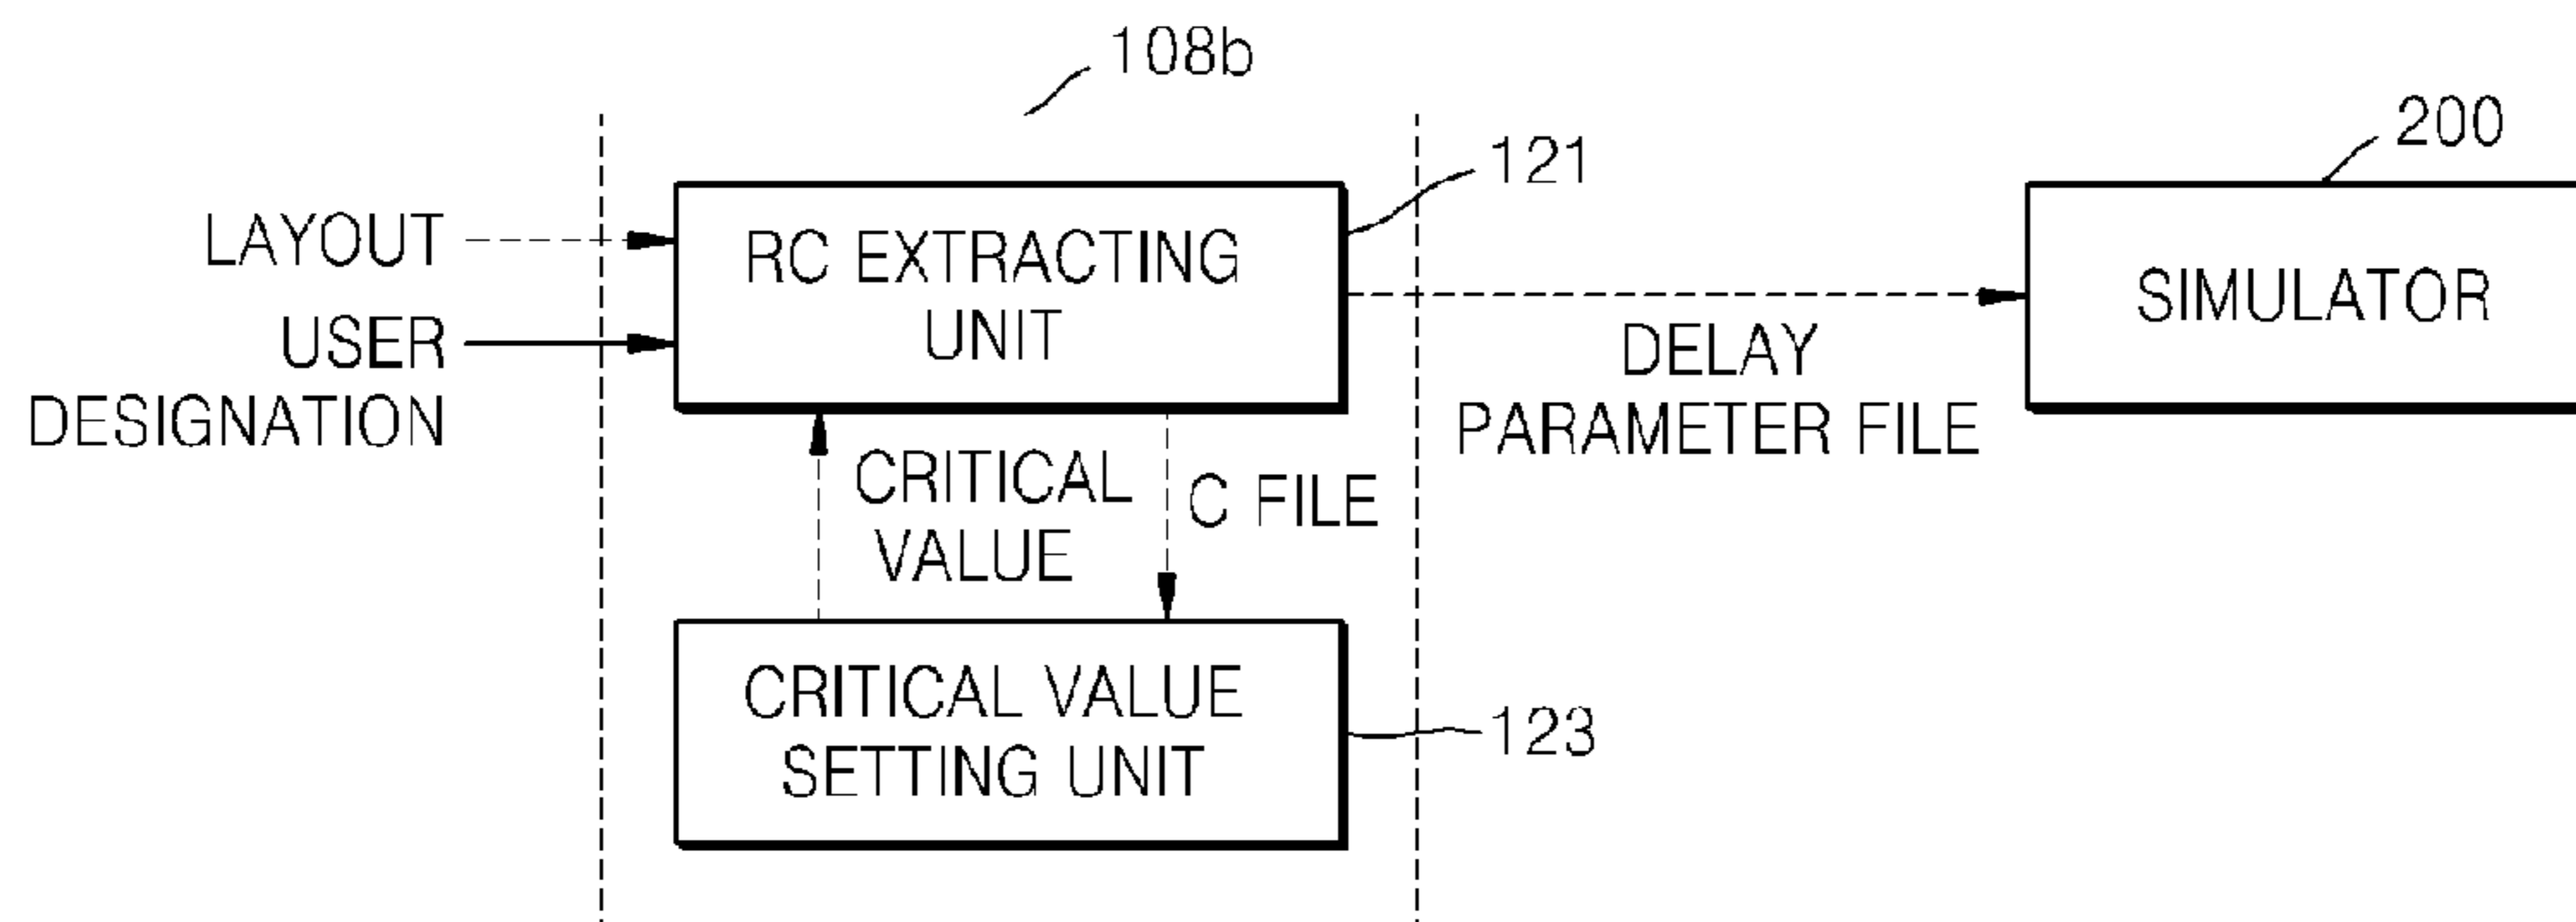 108b
200
121
LAYOUT
RC EXTRACTING
UNIT
SIMULATOR
USER
DESIGNATION
DELAY
PARAMETER FILE
CRITICAL
VALUE
C FILE
CRITICAL VALUE
SETTING UNIT
123